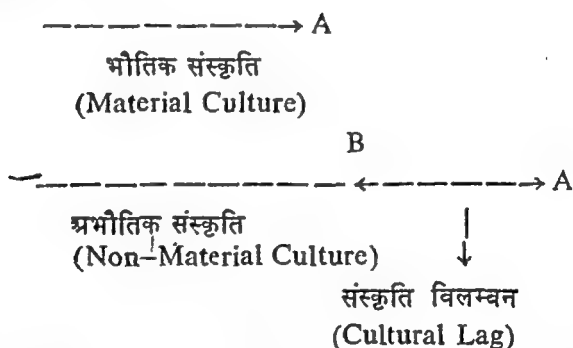 A
भौतिक संस्कृति
(Material Culture)
B
A
अभौतिक संस्कृति
(Non-Material Culture)
संस्कृति विलम्बन
(Cultural Lag)